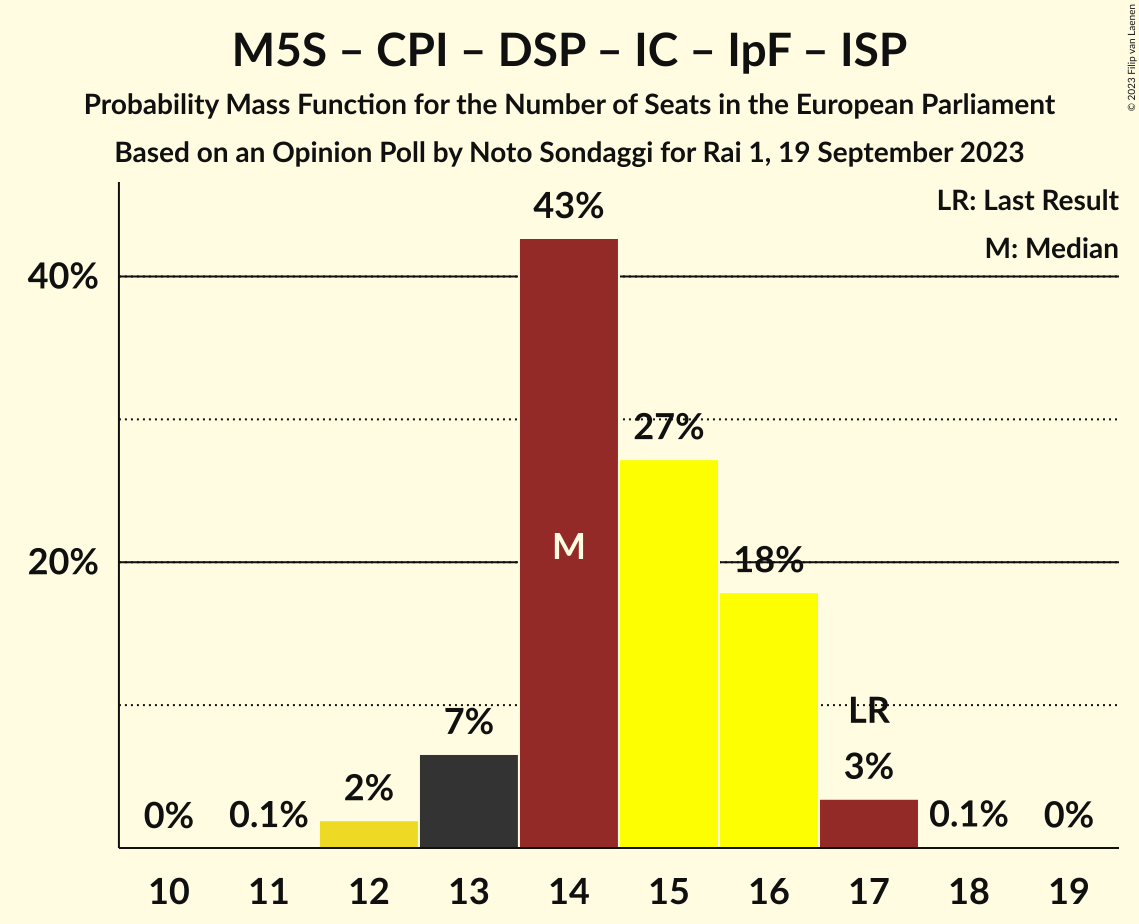 M5S – CPI – DSP – IC – IpF – ISP
Probability Mass Function for the Number of Seats in the European Parliament
Based on an Opinion Poll by Noto Sondaggi for Rai 1, 19 September 2023
© 2023 Filip van Laenen
LR: Last Result
M: Median
40%
20%
0%
0.1%
2%
7%
43%
M
27%
18%
LR
3%
0.1%
0%
10 11 12 13 14 15 16 17 18 19